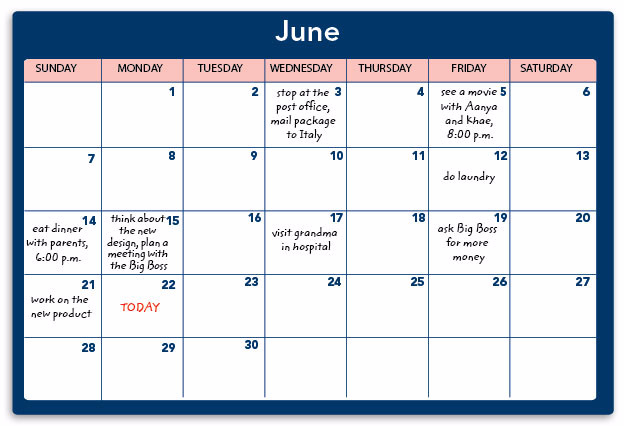 June
SUNDAY MONDAY TUESDAY WEDNESDAY THURSDAY FRIDAY SATURDAY
1
2
3
stop at the
post office,
mail package
to Italy
4
5
see a movie
with Aanya
and Khae,
8:00 p.m.
6
7
8
9
10
11
12
do laundry
13
14
eat dinner
with parents,
6:00 p.m.
15
think about
the new
design, plan a
meeting with
the Big Boss
16
17
visit grandma
in hospital
18
19
ask Big Boss
for more
money
20
21
work on the
new product
22
TODAY
23
24
25
26
27
28
29
30